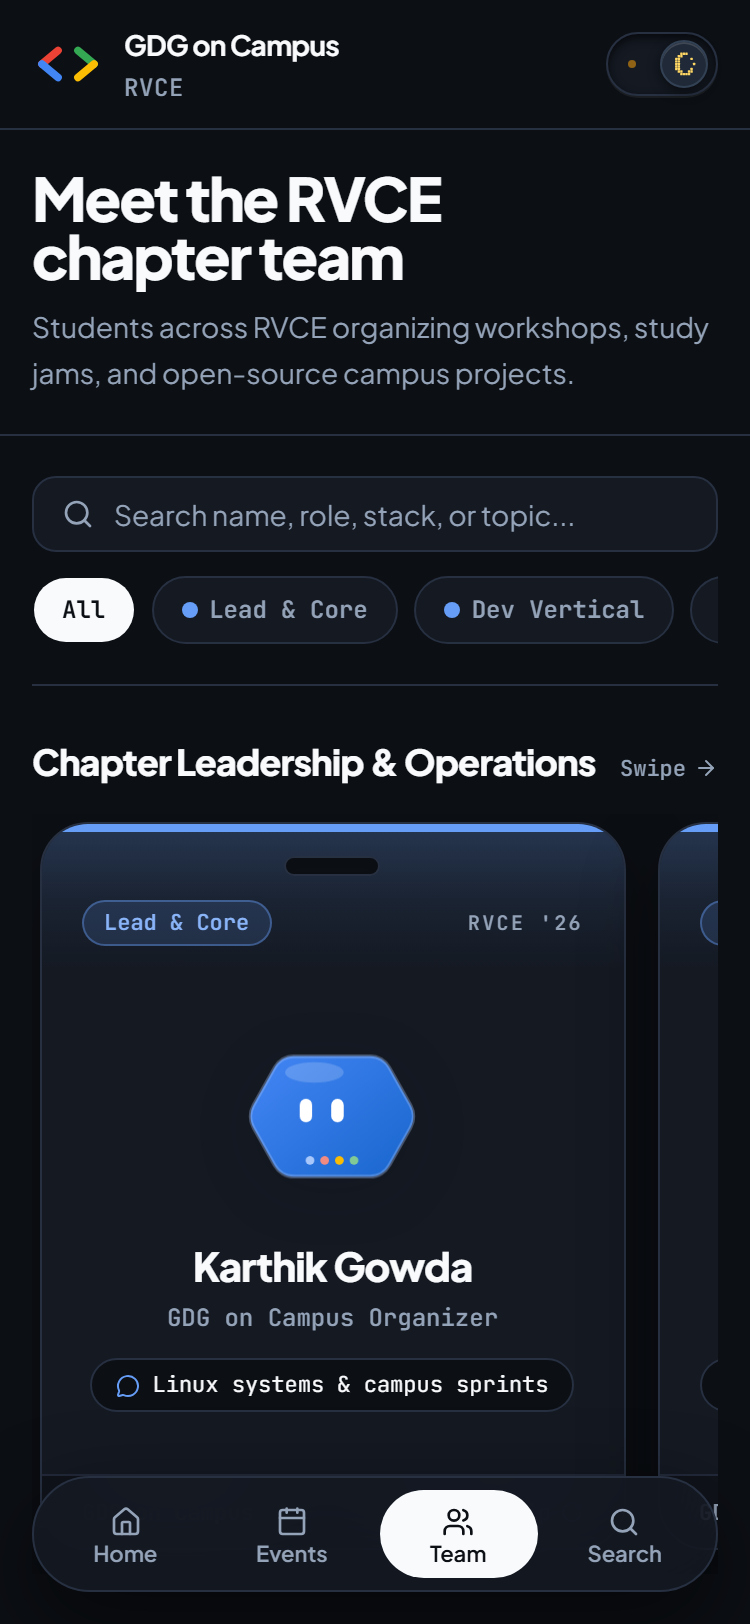 GDG on Campus
RVCE
Meet the RVCE
chapter team
Students across RVCE organizing workshops, study
jams, and open-source campus projects.
Search name, role, stack, or topic...
All
Lead & Core
Dev Vertical
Chapter Leadership & Operations
Swipe →
Lead & Core
RVCE '26
Karthik Gowda
GDG on Campus Organizer
Linux systems & campus sprints
Home
Events
Team
Search